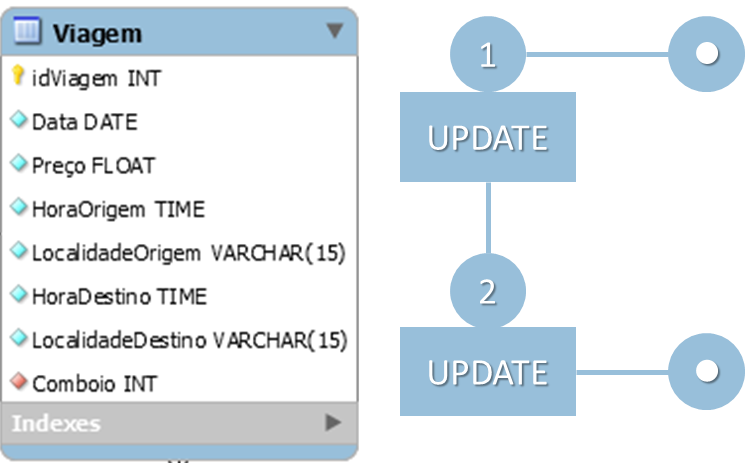 Viagem
idViagem INT
Data DATE
Preço FLOAT
HoraOrigem TIME
LocalidadeOrigem VARCHAR(15)
HoraDestino TIME
LocalidadeDestino VARCHAR(15)
Comboio INT
Indexes
1
UPDATE
2
UPDATE